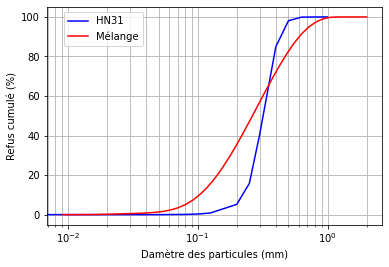 HN31
Mélange
100
80
60
40
20
0
Refus cumulé (%)
10⁻² 10⁻¹ 10⁰
Damètre des particules (mm)